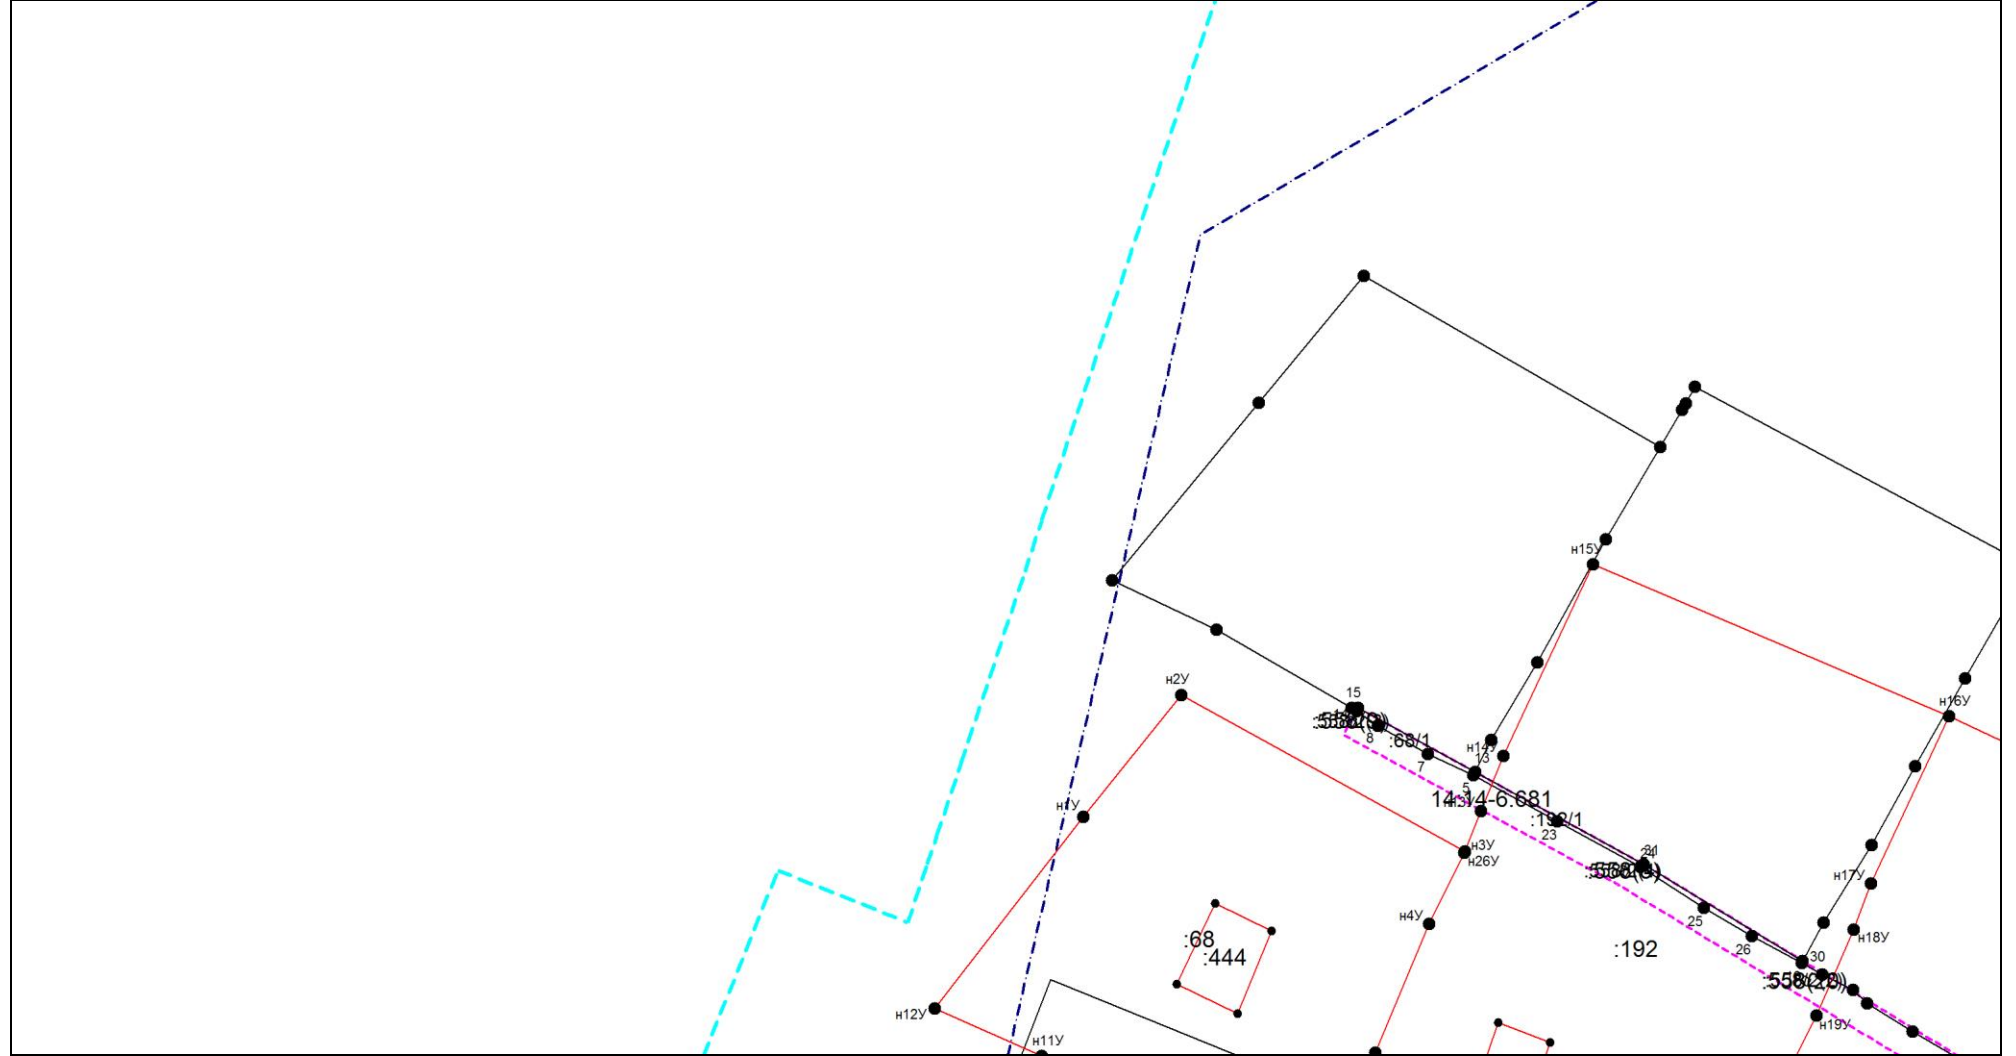 н15У
н2У
н16У
15
8
:68/1
н14У
7
13
5
14.14-6.681
н1У
:192/1
23
н3У
н26У
н17У
25
н4У
н18У
:68
:192
26
30
:444
н12У
н19У
н11У